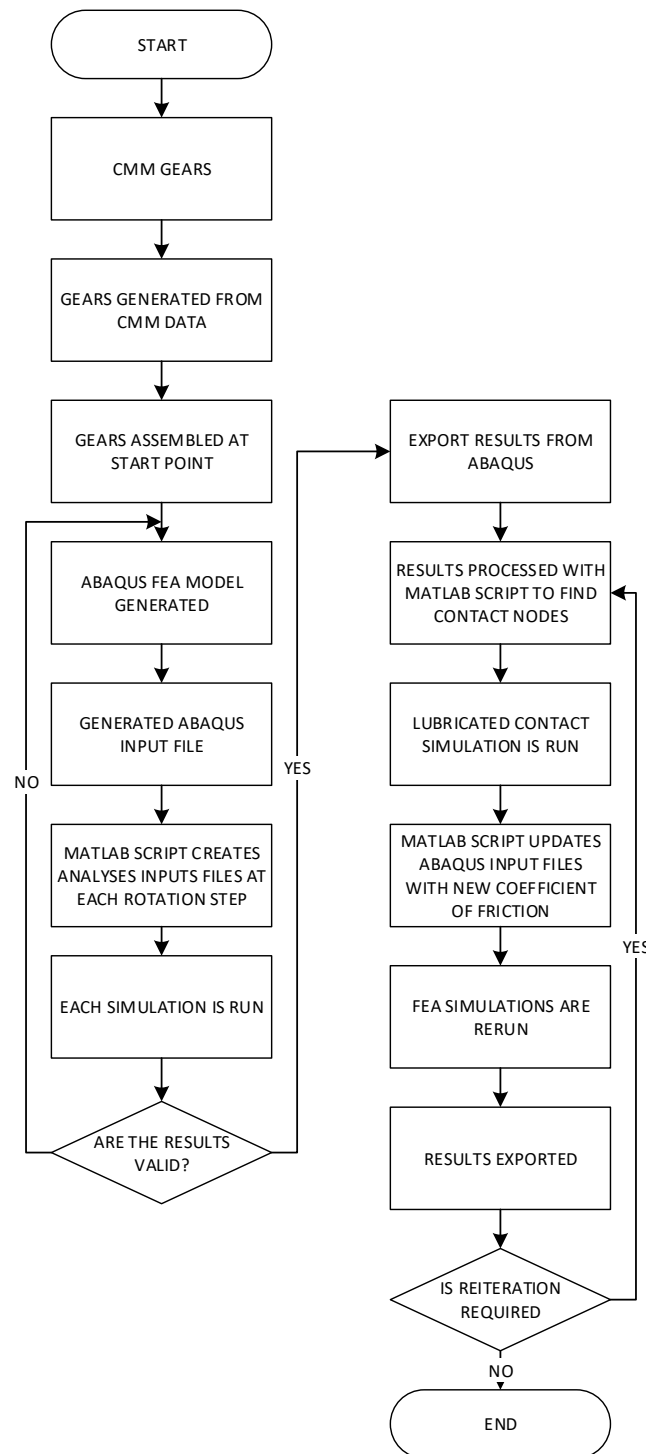 START
CMM GEARS
GEARS GENERATED FROM
CMM DATA
GEARS ASSEMBLED AT
START POINT
ABAQUS FEA MODEL
GENERATED
GENERATED ABAQUS
INPUT FILE
NO
MATLAB SCRIPT CREATES
ANALYSES INPUTS FILES AT
EACH ROTATION STEP
EACH SIMULATION IS RUN
ARE THE RESULTS
VALID?
YES
EXPORT RESULTS FROM
ABAQUS
RESULTS PROCESSED WITH
MATLAB SCRIPT TO FIND
CONTACT NODES
LUBRICATED CONTACT
SIMULATION IS RUN
MATLAB SCRIPT UPDATES
ABAQUS INPUT FILES
WITH NEW COEFFICIENT
OF FRICTION
YES
FEA SIMULATIONS ARE
RERUN
RESULTS EXPORTED
IS REITERATION
REQUIRED
NO
END